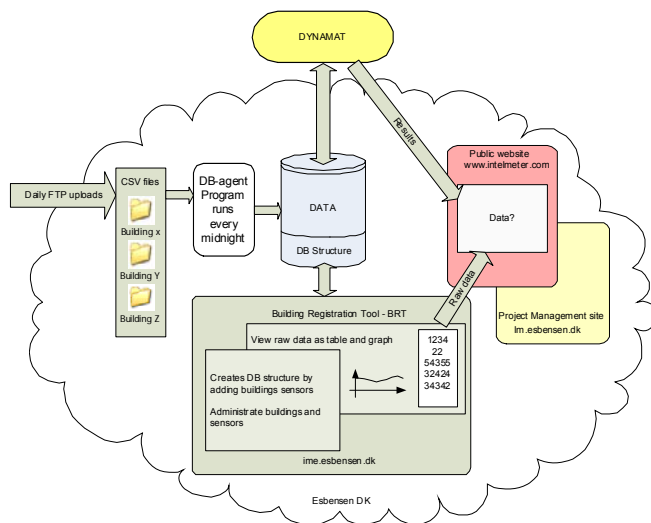 DYNAMAT
Results
Public website
www.intelmeter.com
Data?
Daily FTP uploads
CSV files
Building x
Building Y
Building Z
DB-agent
Program
runs
every
midnight
DATA
DB Structure
Raw data
Project Management site
Im.esbensen.dk
Building Registration Tool - BRT
View raw data as table and graph
1234
22
54355
32424
34342
Creates DB structure by
adding buildings sensors
Administrate buildings and
sensors
ime.esbensen.dk
Esbensen DK